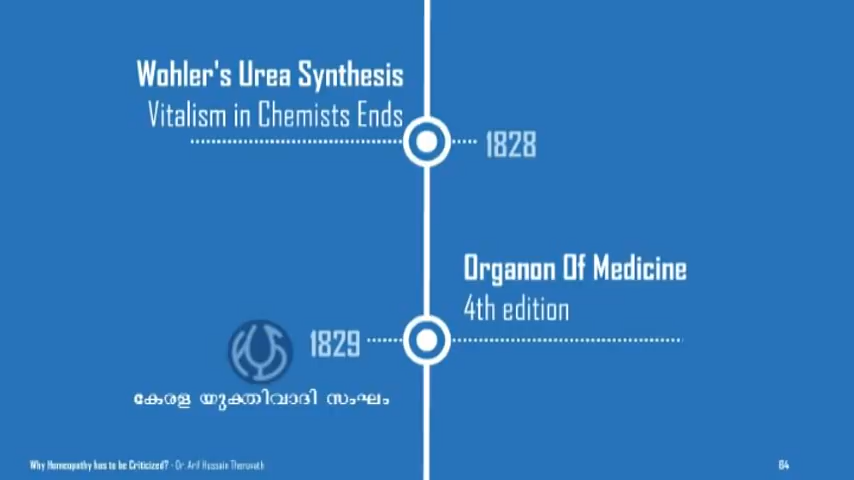 Wohler's Urea Synthesis
Vitalism in Chemists Ends
1828
Organon Of Medicine
4th edition
1829
കേരള യുക്തിവാദി സംഘം
Why Homeopathy has to be Criticized? - Dr. Arif Hussain Theruvath
64